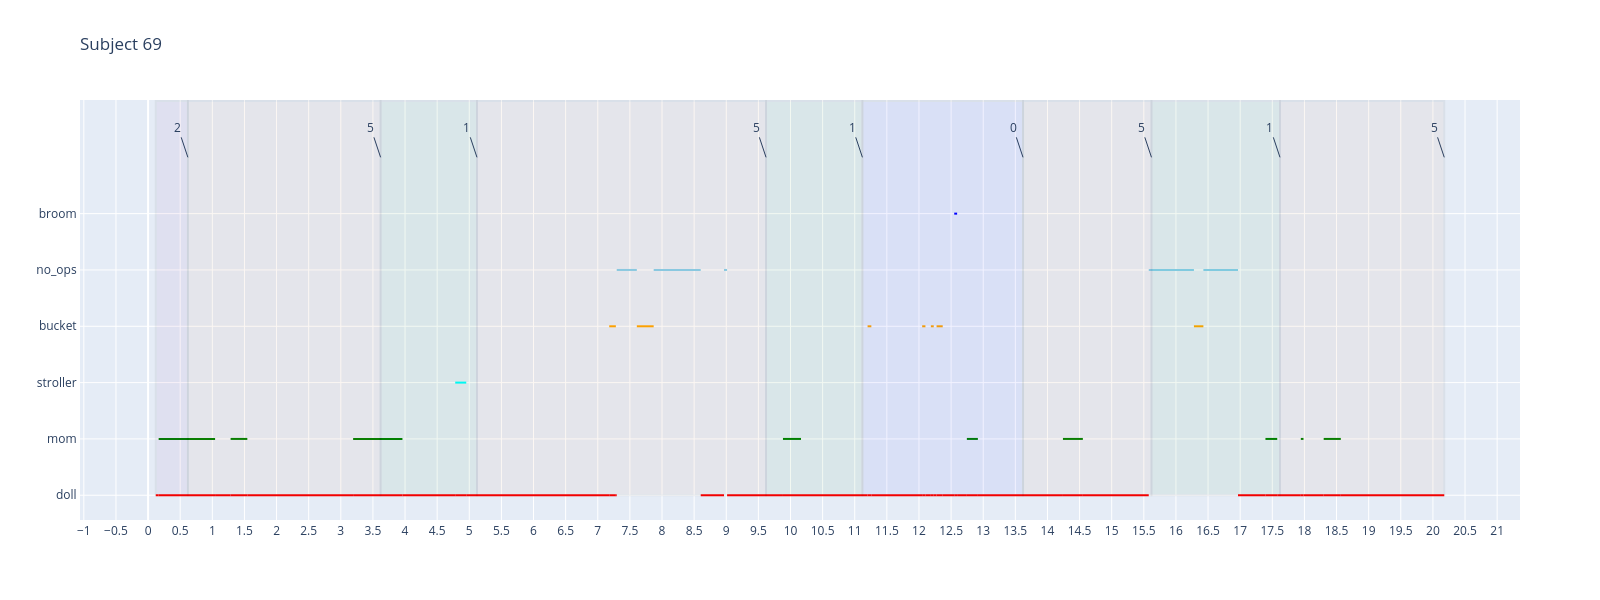 Subject 69
2 5 1 5 1 0 5 1 5
broom
no_ops
bucket
stroller
mom
doll
−1 −0.5 0 0.5 1 1.5 2 2.5 3 3.5 4 4.5 5 5.5 6 6.5 7 7.5 8 8.5 9 9.5 10 10.5 11 11.5 12 12.5 13 13.5 14 14.5 15 15.5 16 16.5 17 17.5 18 18.5 19 19.5 20 20.5 21